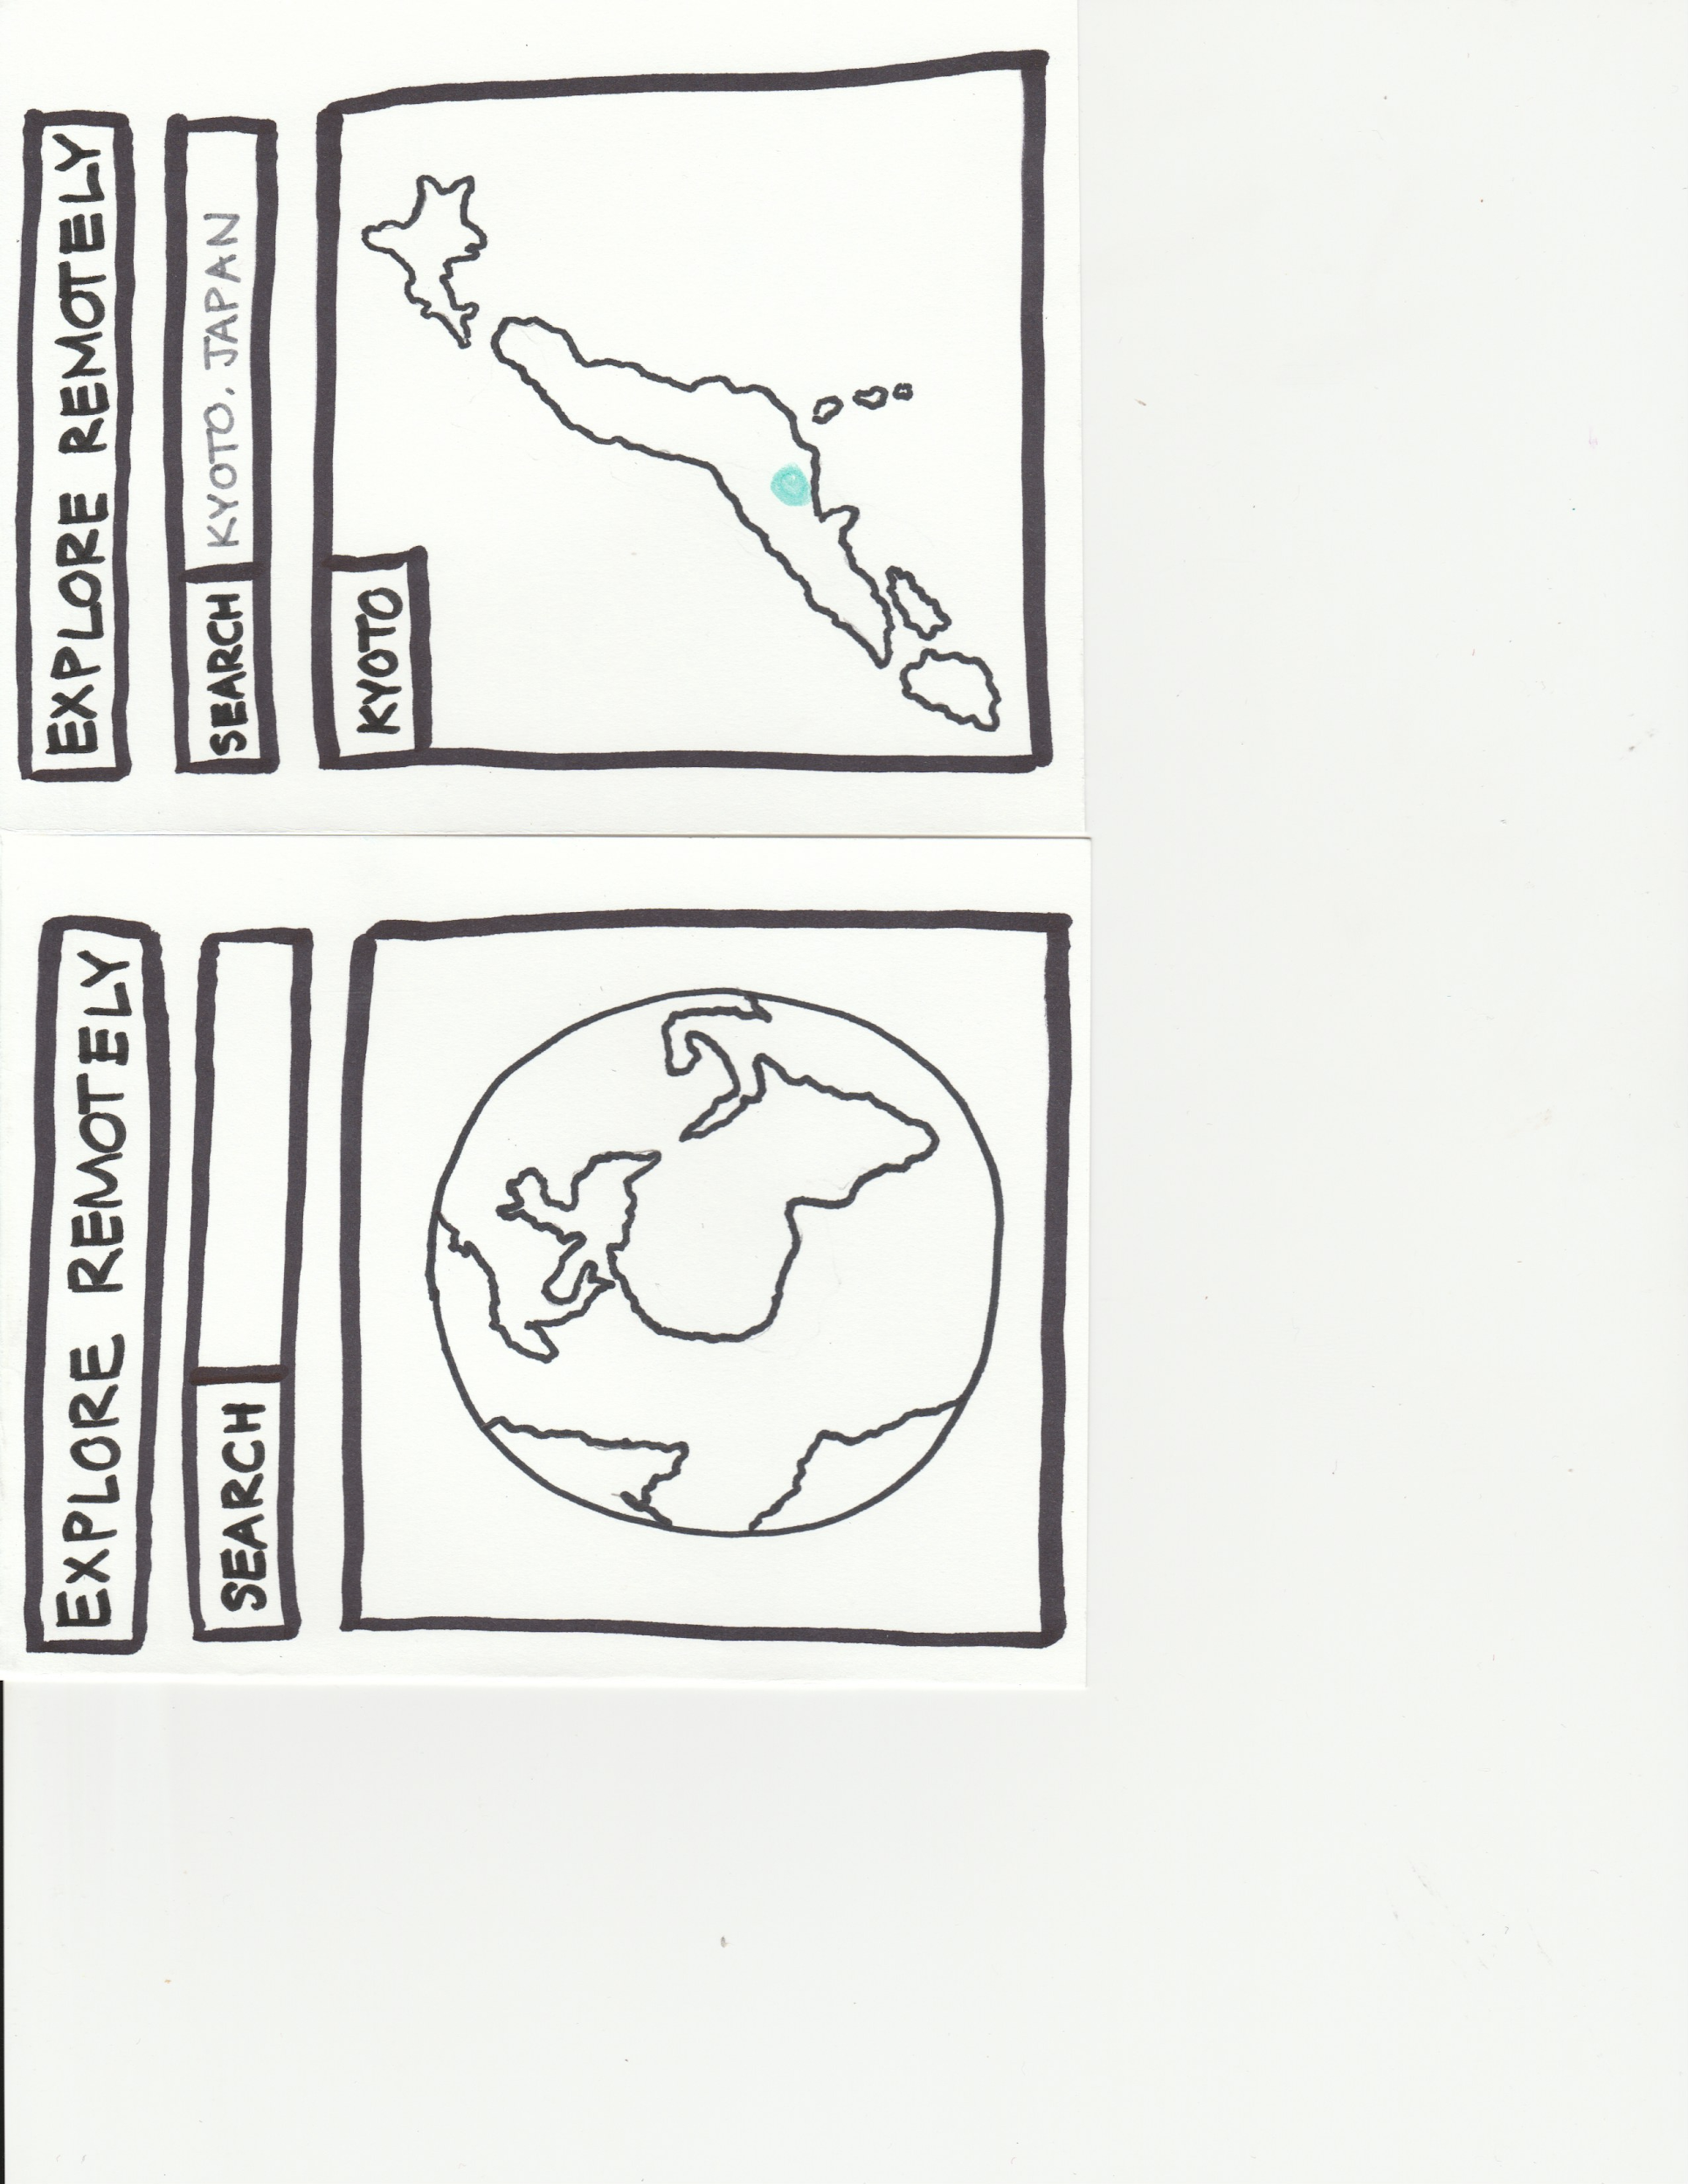 EXPLORE REMOTELY
SEARCH
EXPLORE REMOTELY
SEARCH KYOTO, JAPAN
KYOTO